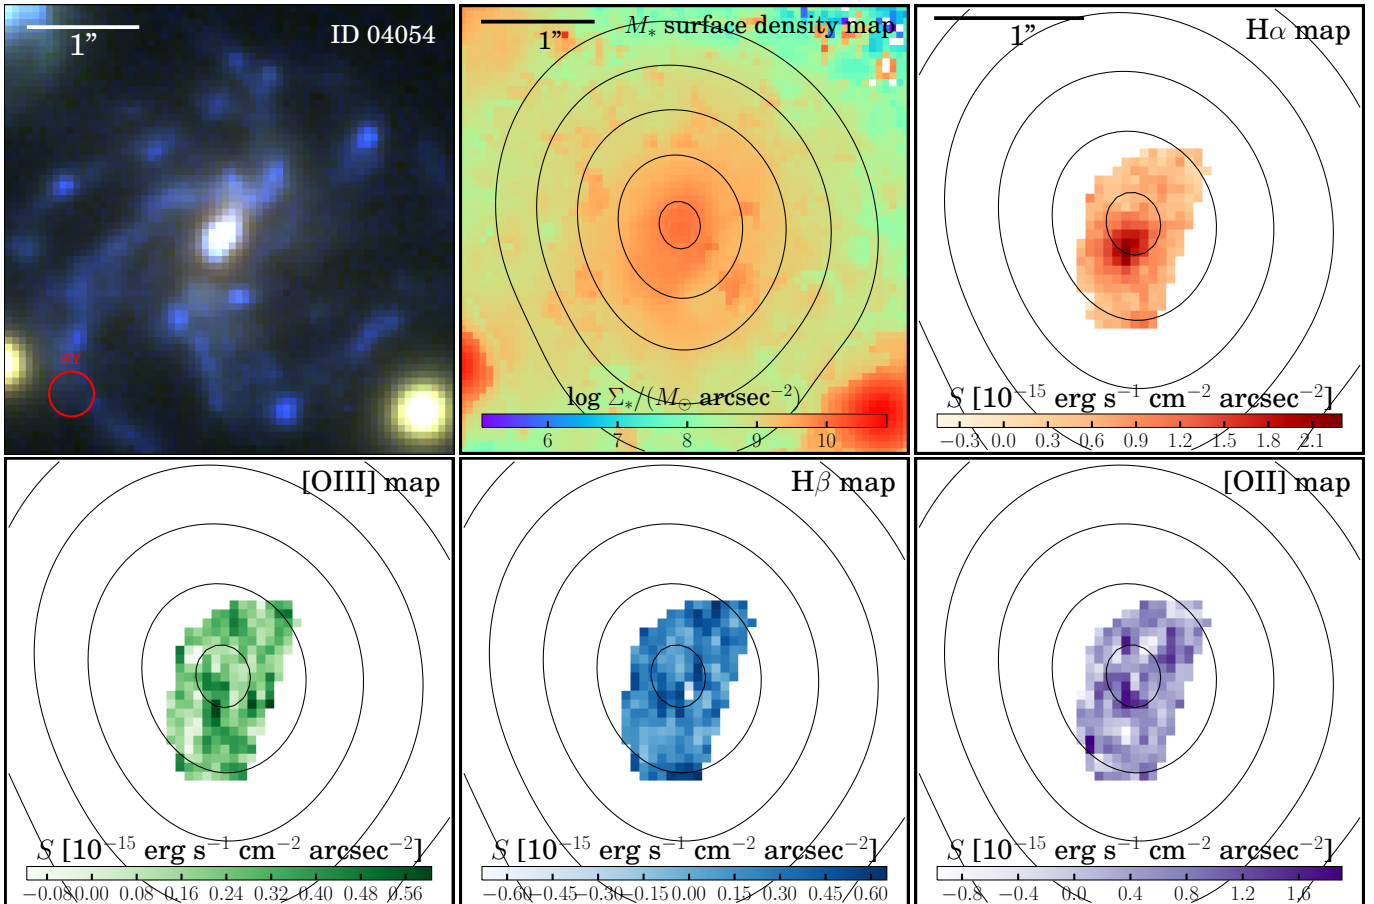 1"
ID 04054
RY
1"
M* surface density map
log Σ*/(M⊙ arcsec⁻²)
6 7 8 9 10
1"
Hα map
S [10⁻¹⁵ erg s⁻¹ cm⁻² arcsec⁻²]
−0.3 0.0 0.3 0.6 0.9 1.2 1.5 1.8 2.1
[OIII] map
S [10⁻¹⁵ erg s⁻¹ cm⁻² arcsec⁻²]
−0.08 0.00 0.08 0.16 0.24 0.32 0.40 0.48 0.56
Hβ map
S [10⁻¹⁵ erg s⁻¹ cm⁻² arcsec⁻²]
−0.60 −0.45 −0.30 −0.15 0.00 0.15 0.30 0.45 0.60
[OII] map
S [10⁻¹⁵ erg s⁻¹ cm⁻² arcsec⁻²]
−0.8 −0.4 0.0 0.4 0.8 1.2 1.6